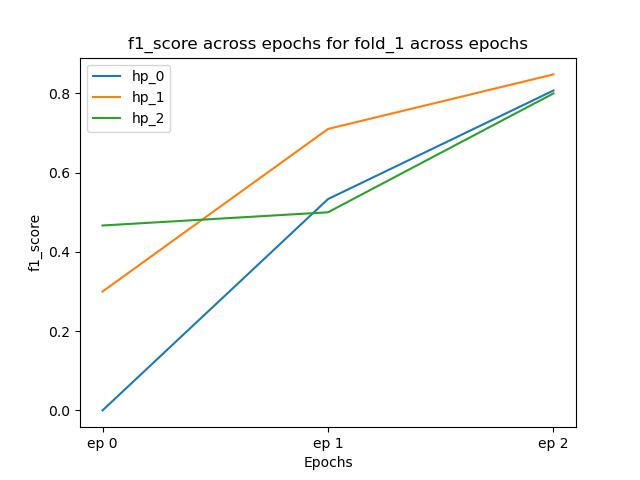 f1_score across epochs for fold_1 across epochs
hp_0
hp_1
hp_2
f1_score
0.8
0.6
0.4
0.2
0.0
ep 0 ep 1 ep 2
Epochs